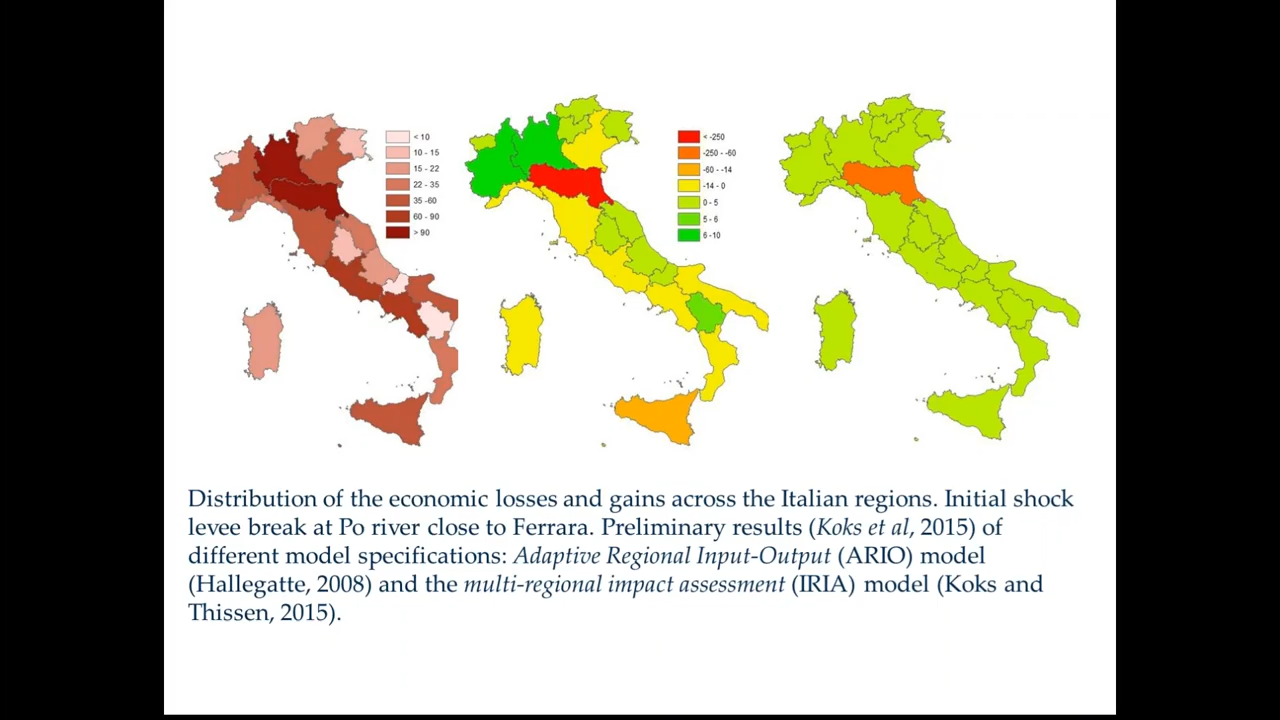 < 10
10 - 15
15 - 22
22 - 35
35 -60
60 - 90
> 90
< -250
-250 - -60
-60 - -14
-14 - 0
0 - 5
5 - 6
6 -10
Distribution of the economic losses and gains across the Italian regions. Initial shock
levee break at Po river close to Ferrara. Preliminary results (Koks et al, 2015) of
different model specifications: Adaptive Regional Input-Output (ARIO) model
(Hallegatte, 2008) and the multi-regional impact assessment (IRIA) model (Koks and
Thissen, 2015).